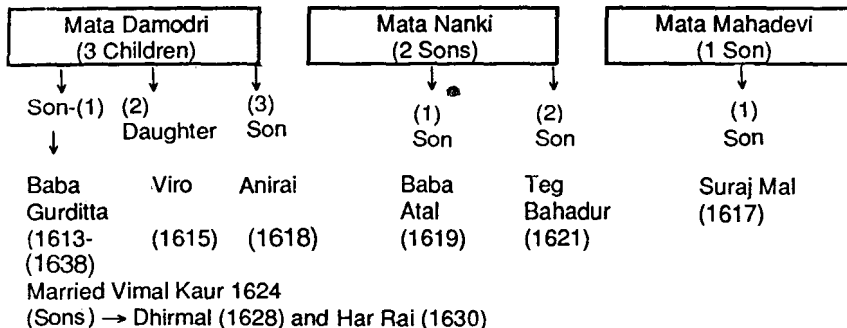 Mata Damodri
(3 Children)
Mata Nanki
(2 Sons)
Mata Mahadevi
(1 Son)
Son-(1) (2) (3)
Daughter Son
(1) (2) (1)
Son Son Son
Baba Viro Anirai Baba Teg Suraj Mal
Gurditta Atal Bahadur (1617)
(1613- (1615) (1618) (1619) (1621)
(1638)
Married Vimal Kaur 1624
(Sons) → Dhirmal (1628) and Har Rai (1630)